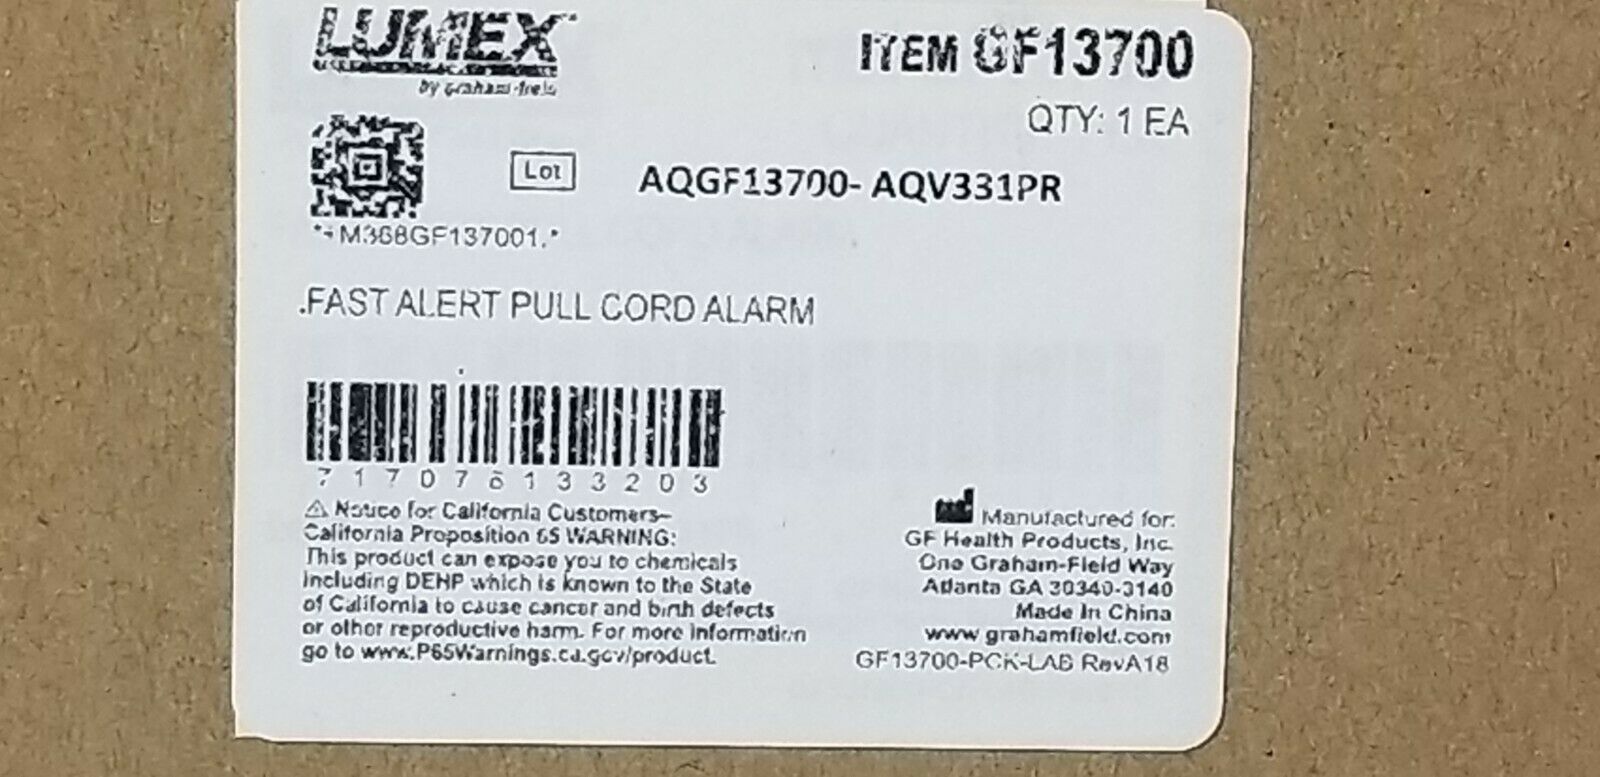 LUMEX
by graham-field
ITEM GF13700
QTY: 1 EA
Lot
AQGF13700- AQV331PR
*+M368GF137001.*
.FAST ALERT PULL CORD ALARM
717076133203
⚠ Notice for California Customers–
California Proposition 65 WARNING:
This product can expose you to chemicals
including DEHP which is known to the State
of California to cause cancer and birth defects
or other reproductive harm. For more information
go to www.P65Warnings.ca.gov/product.
Manufactured for:
GF Health Products, Inc.
One Graham-Field Way
Atlanta GA 30340-3140
Made In China
www.grahamfield.com
GF13700-PCK-LAB RevA18